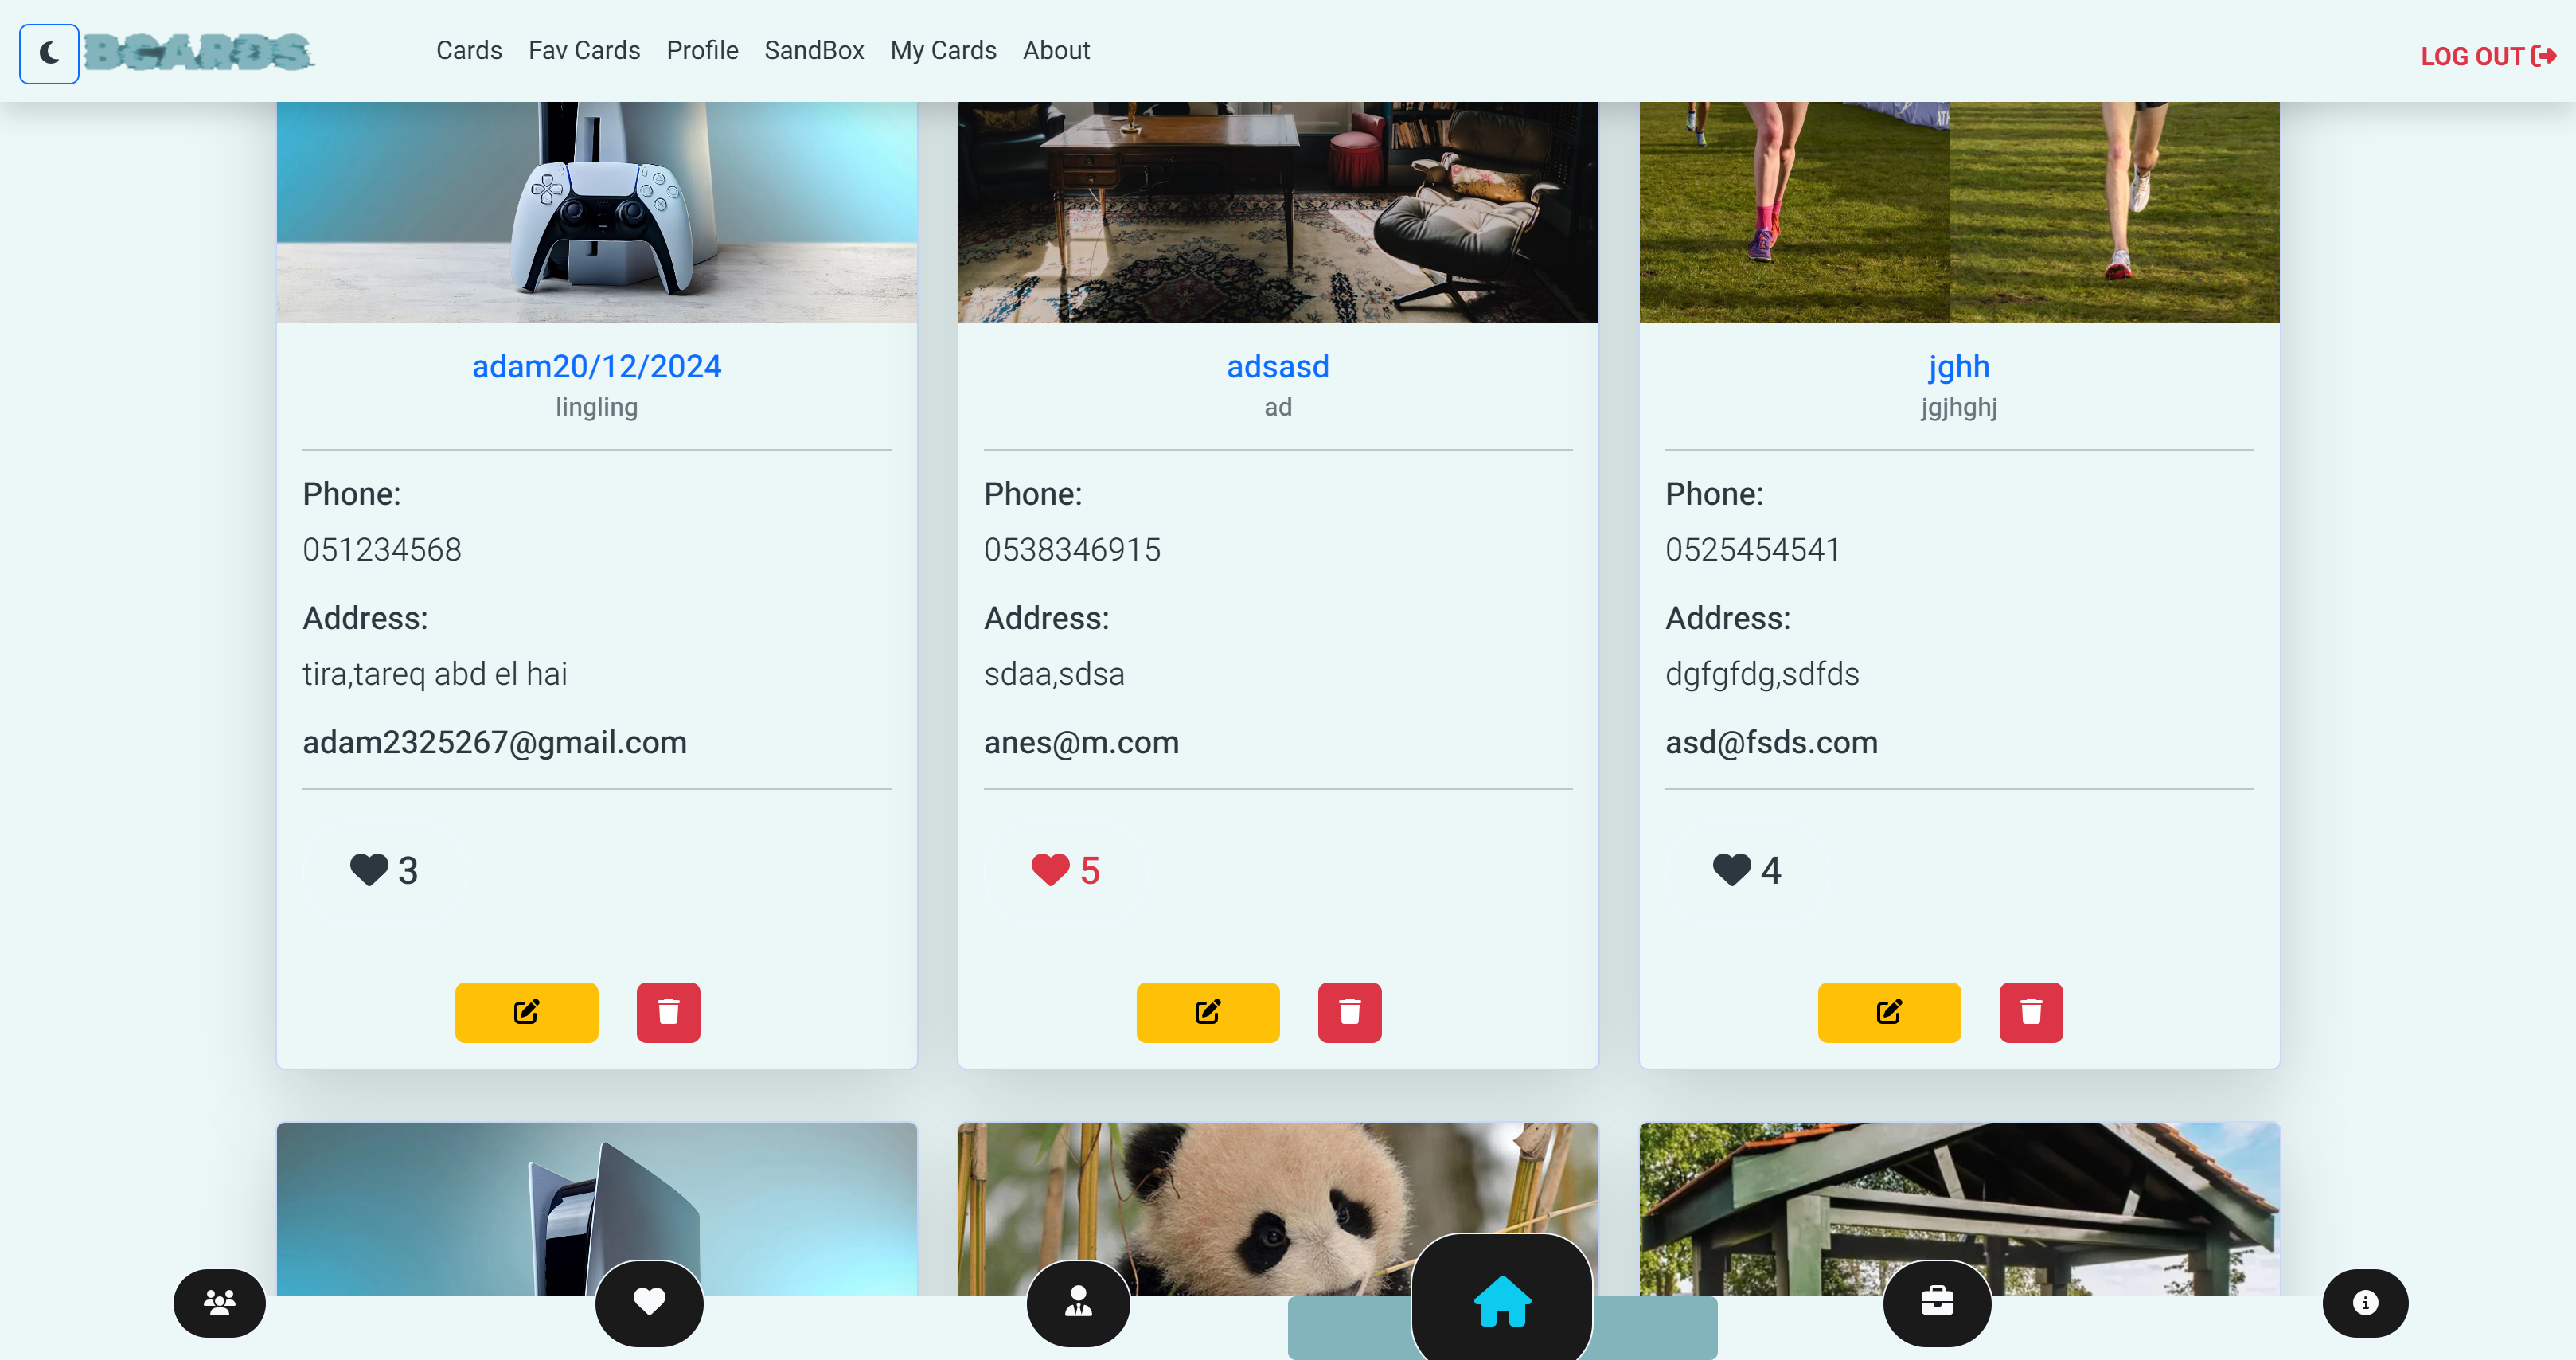 BCARDS
Cards Fav Cards Profile SandBox My Cards About
LOG OUT
adam20/12/2024
lingling
Phone:
051234568
Address:
tira,tareq abd el hai
adam2325267@gmail.com
3
adsasd
ad
Phone:
0538346915
Address:
sdaa,sdsa
anes@m.com
5
jghh
jgjhghj
Phone:
0525454541
Address:
dgfgfdg,sdfds
asd@fsds.com
4